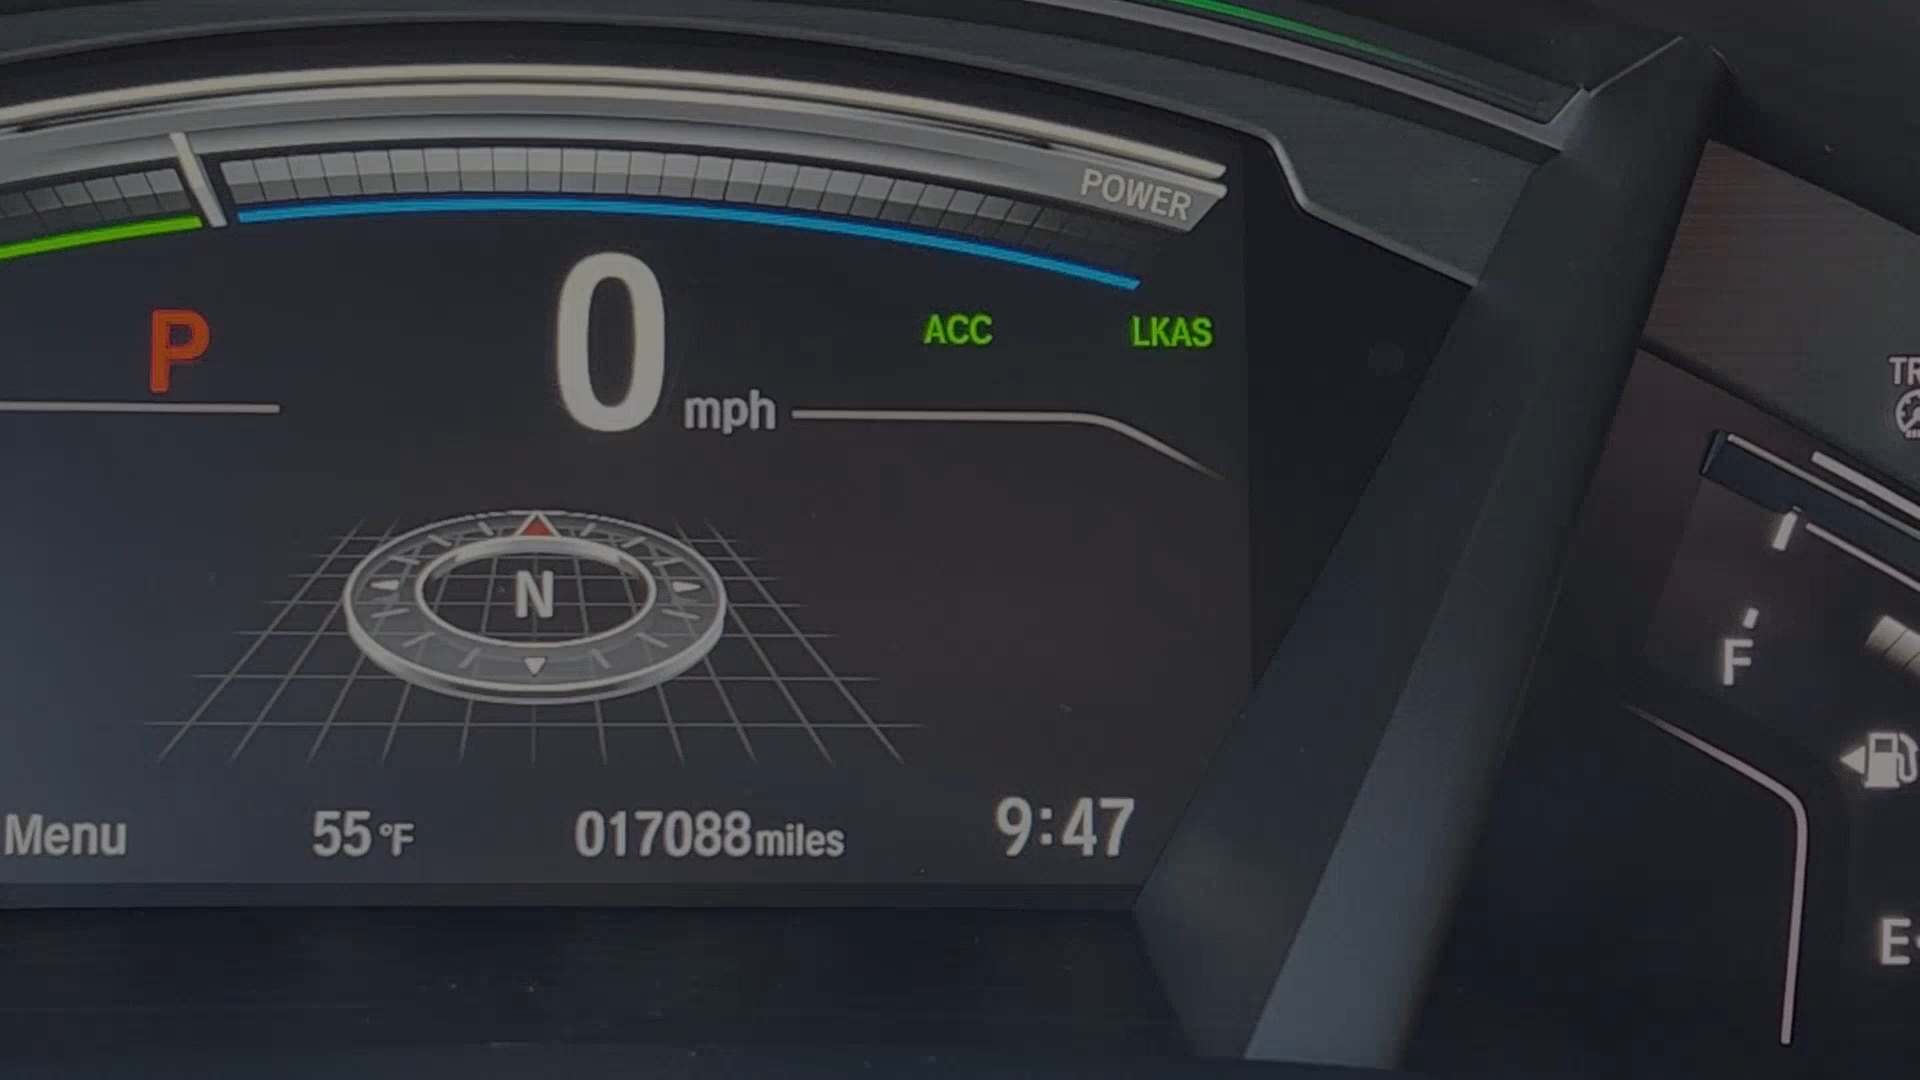 POWER
P
0 mph
ACC
LKAS
N
Menu
55°F
017088miles
9:47
F
E